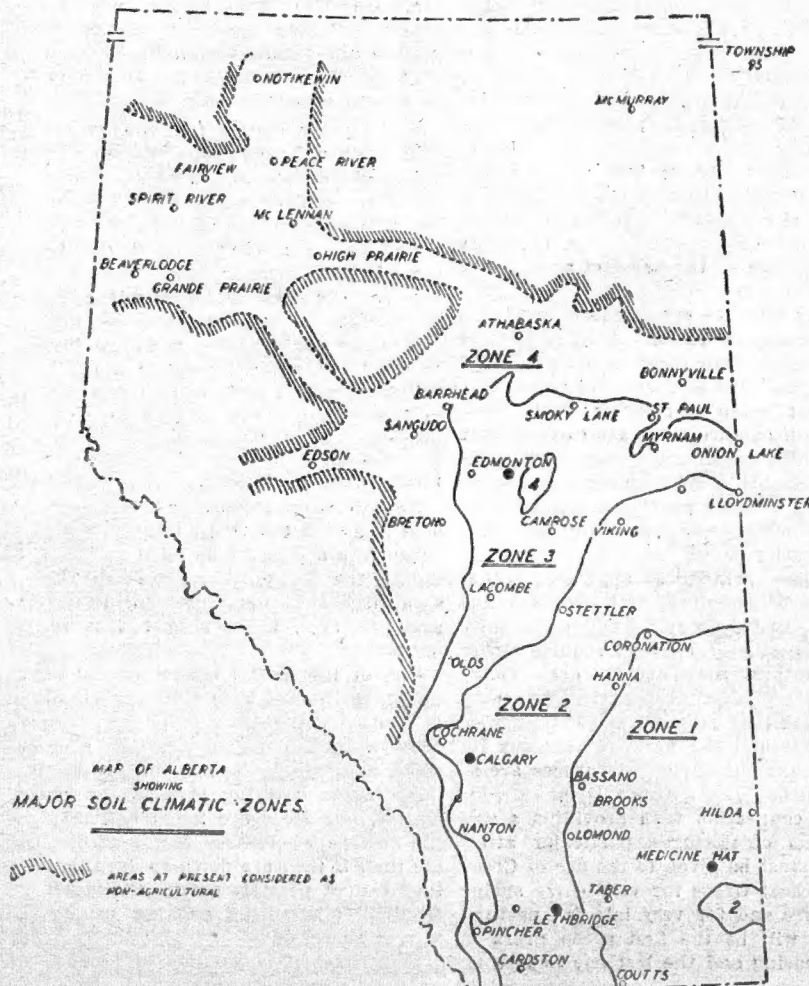 TOWNSHIP
95
NOTIKEWIN
MCMURRAY
PEACE RIVER
FAIRVIEW
SPIRIT RIVER
MC LENNAN
HIGH PRAIRIE
BEAVERLODGE
GRANDE PRAIRIE
ATHABASKA
ZONE 4
BONNYVILLE
BARRHEAD
SMOKY LAKE
ST PAUL
SANGUDO
MYRNAM
ONION LAKE
EDSON
EDMONTON
4
LLOYDMINSTER
BRETON
CAMROSE
VIKING
ZONE 3
LACOMBE
STETTLER
CORONATION
OLDS
HANNA
ZONE 2
ZONE 1
COCHRANE
CALGARY
MAP OF ALBERTA
SHOWING
MAJOR SOIL CLIMATIC ZONES.
BASSANO
BROOKS
HILDA
NANTON
LOMOND
MEDICINE HAT
AREAS AT PRESENT CONSIDERED AS
NON-AGRICULTURAL
TABER
2
LETHBRIDGE
PINCHER
CARDSTON
COUTTS